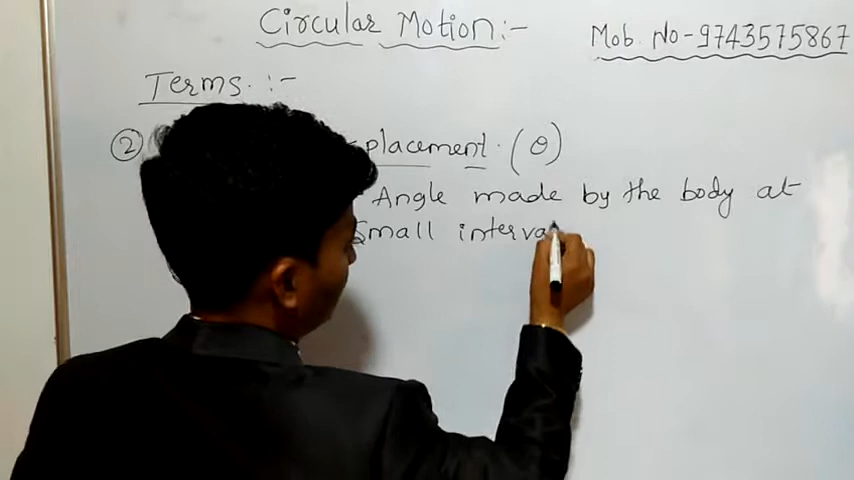 Circular Motion :-
Mob. No - 9743575867
Terms. :-
② placement. (θ)
Angle made by the body at
Small interva